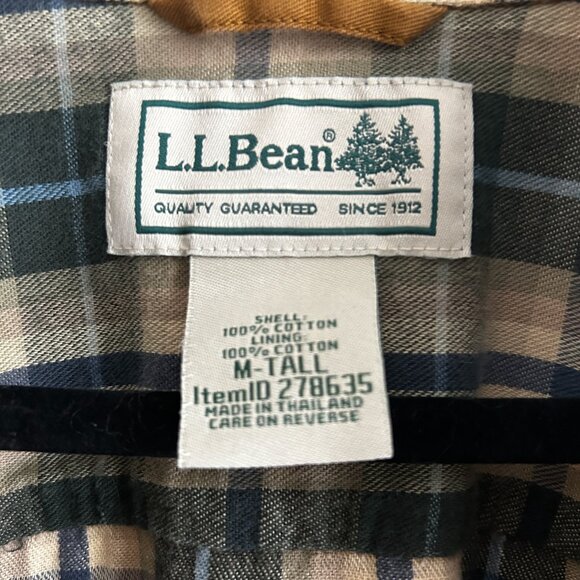 L.L.Bean®
QUALITY GUARANTEED SINCE 1912
SHELL:
100% COTTON
LINING:
100% COTTON
M-TALL
ItemID 278635
MADE IN THAILAND
CARE ON REVERSE